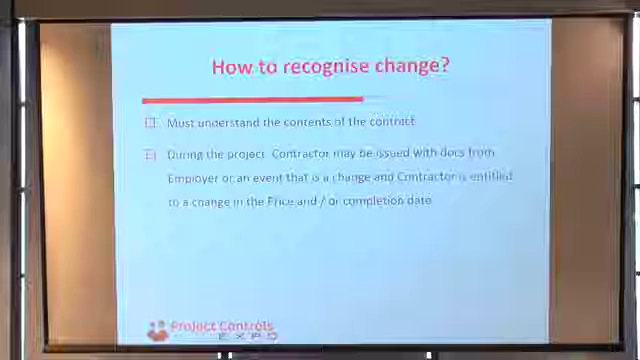 How to recognise change?
Must understand the contents of the contract
During the project Contractor may be issued with docs from
Employer or an event that is a change and Contractor is entitled
to a change in the Price and / or completion date
Project Controls
EXPO